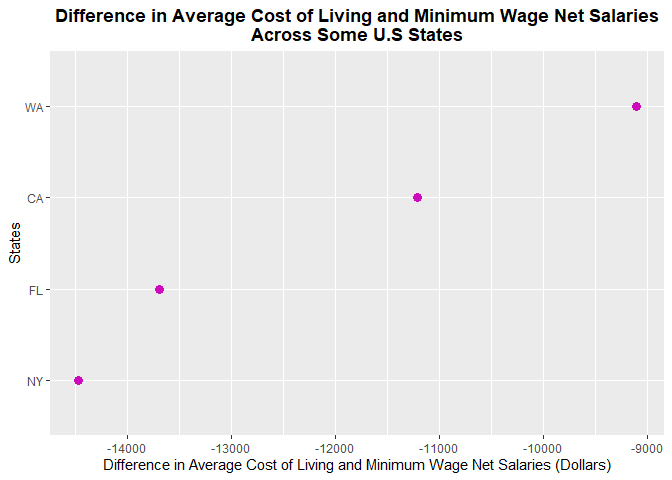 Difference in Average Cost of Living and Minimum Wage Net Salaries
Across Some U.S States
States
WA
CA
FL
NY
-14000 -13000 -12000 -11000 -10000 -9000
Difference in Average Cost of Living and Minimum Wage Net Salaries (Dollars)